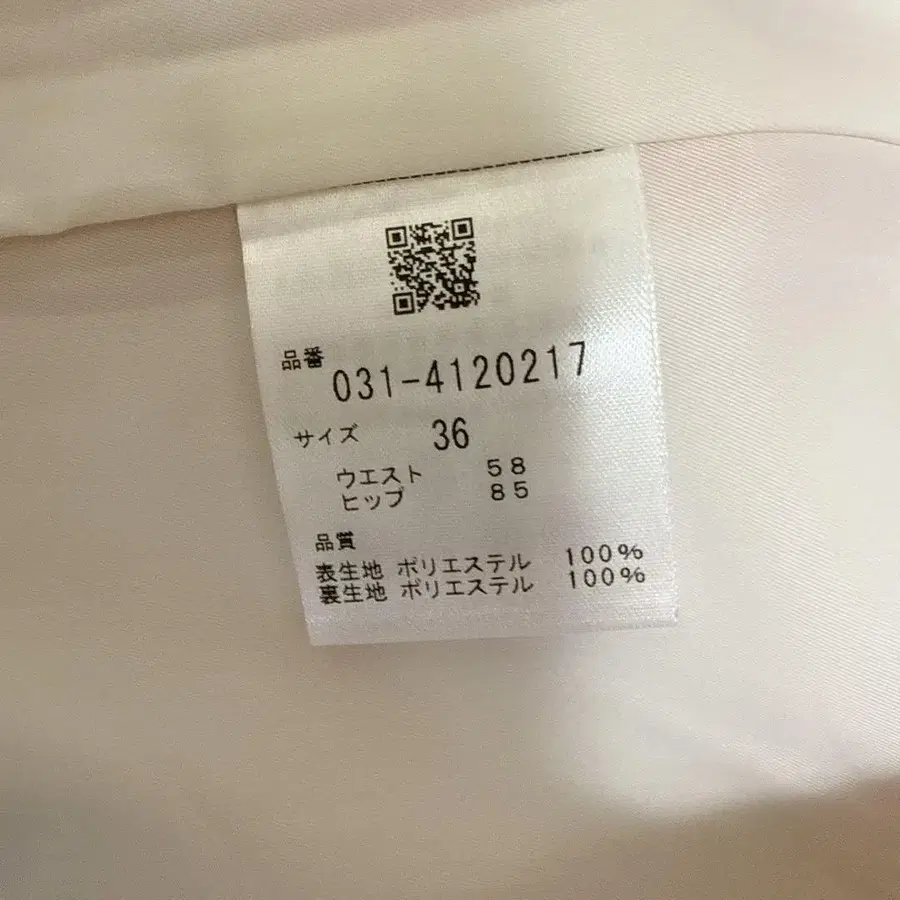 品番 031-4120217
サイズ 36
ウエスト 58
ヒップ 85
品質
表生地 ポリエステル 100%
裏生地 ポリエステル 100%